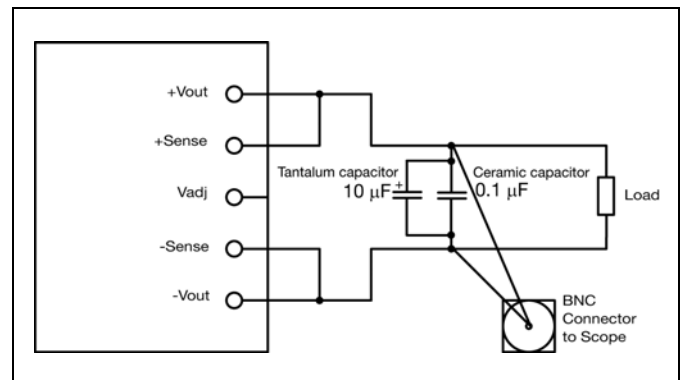 +Vout
+Sense
Vadj
-Sense
-Vout
Tantalum capacitor
10 μF+
Ceramic capacitor
0.1 μF
Load
BNC
Connector
to Scope